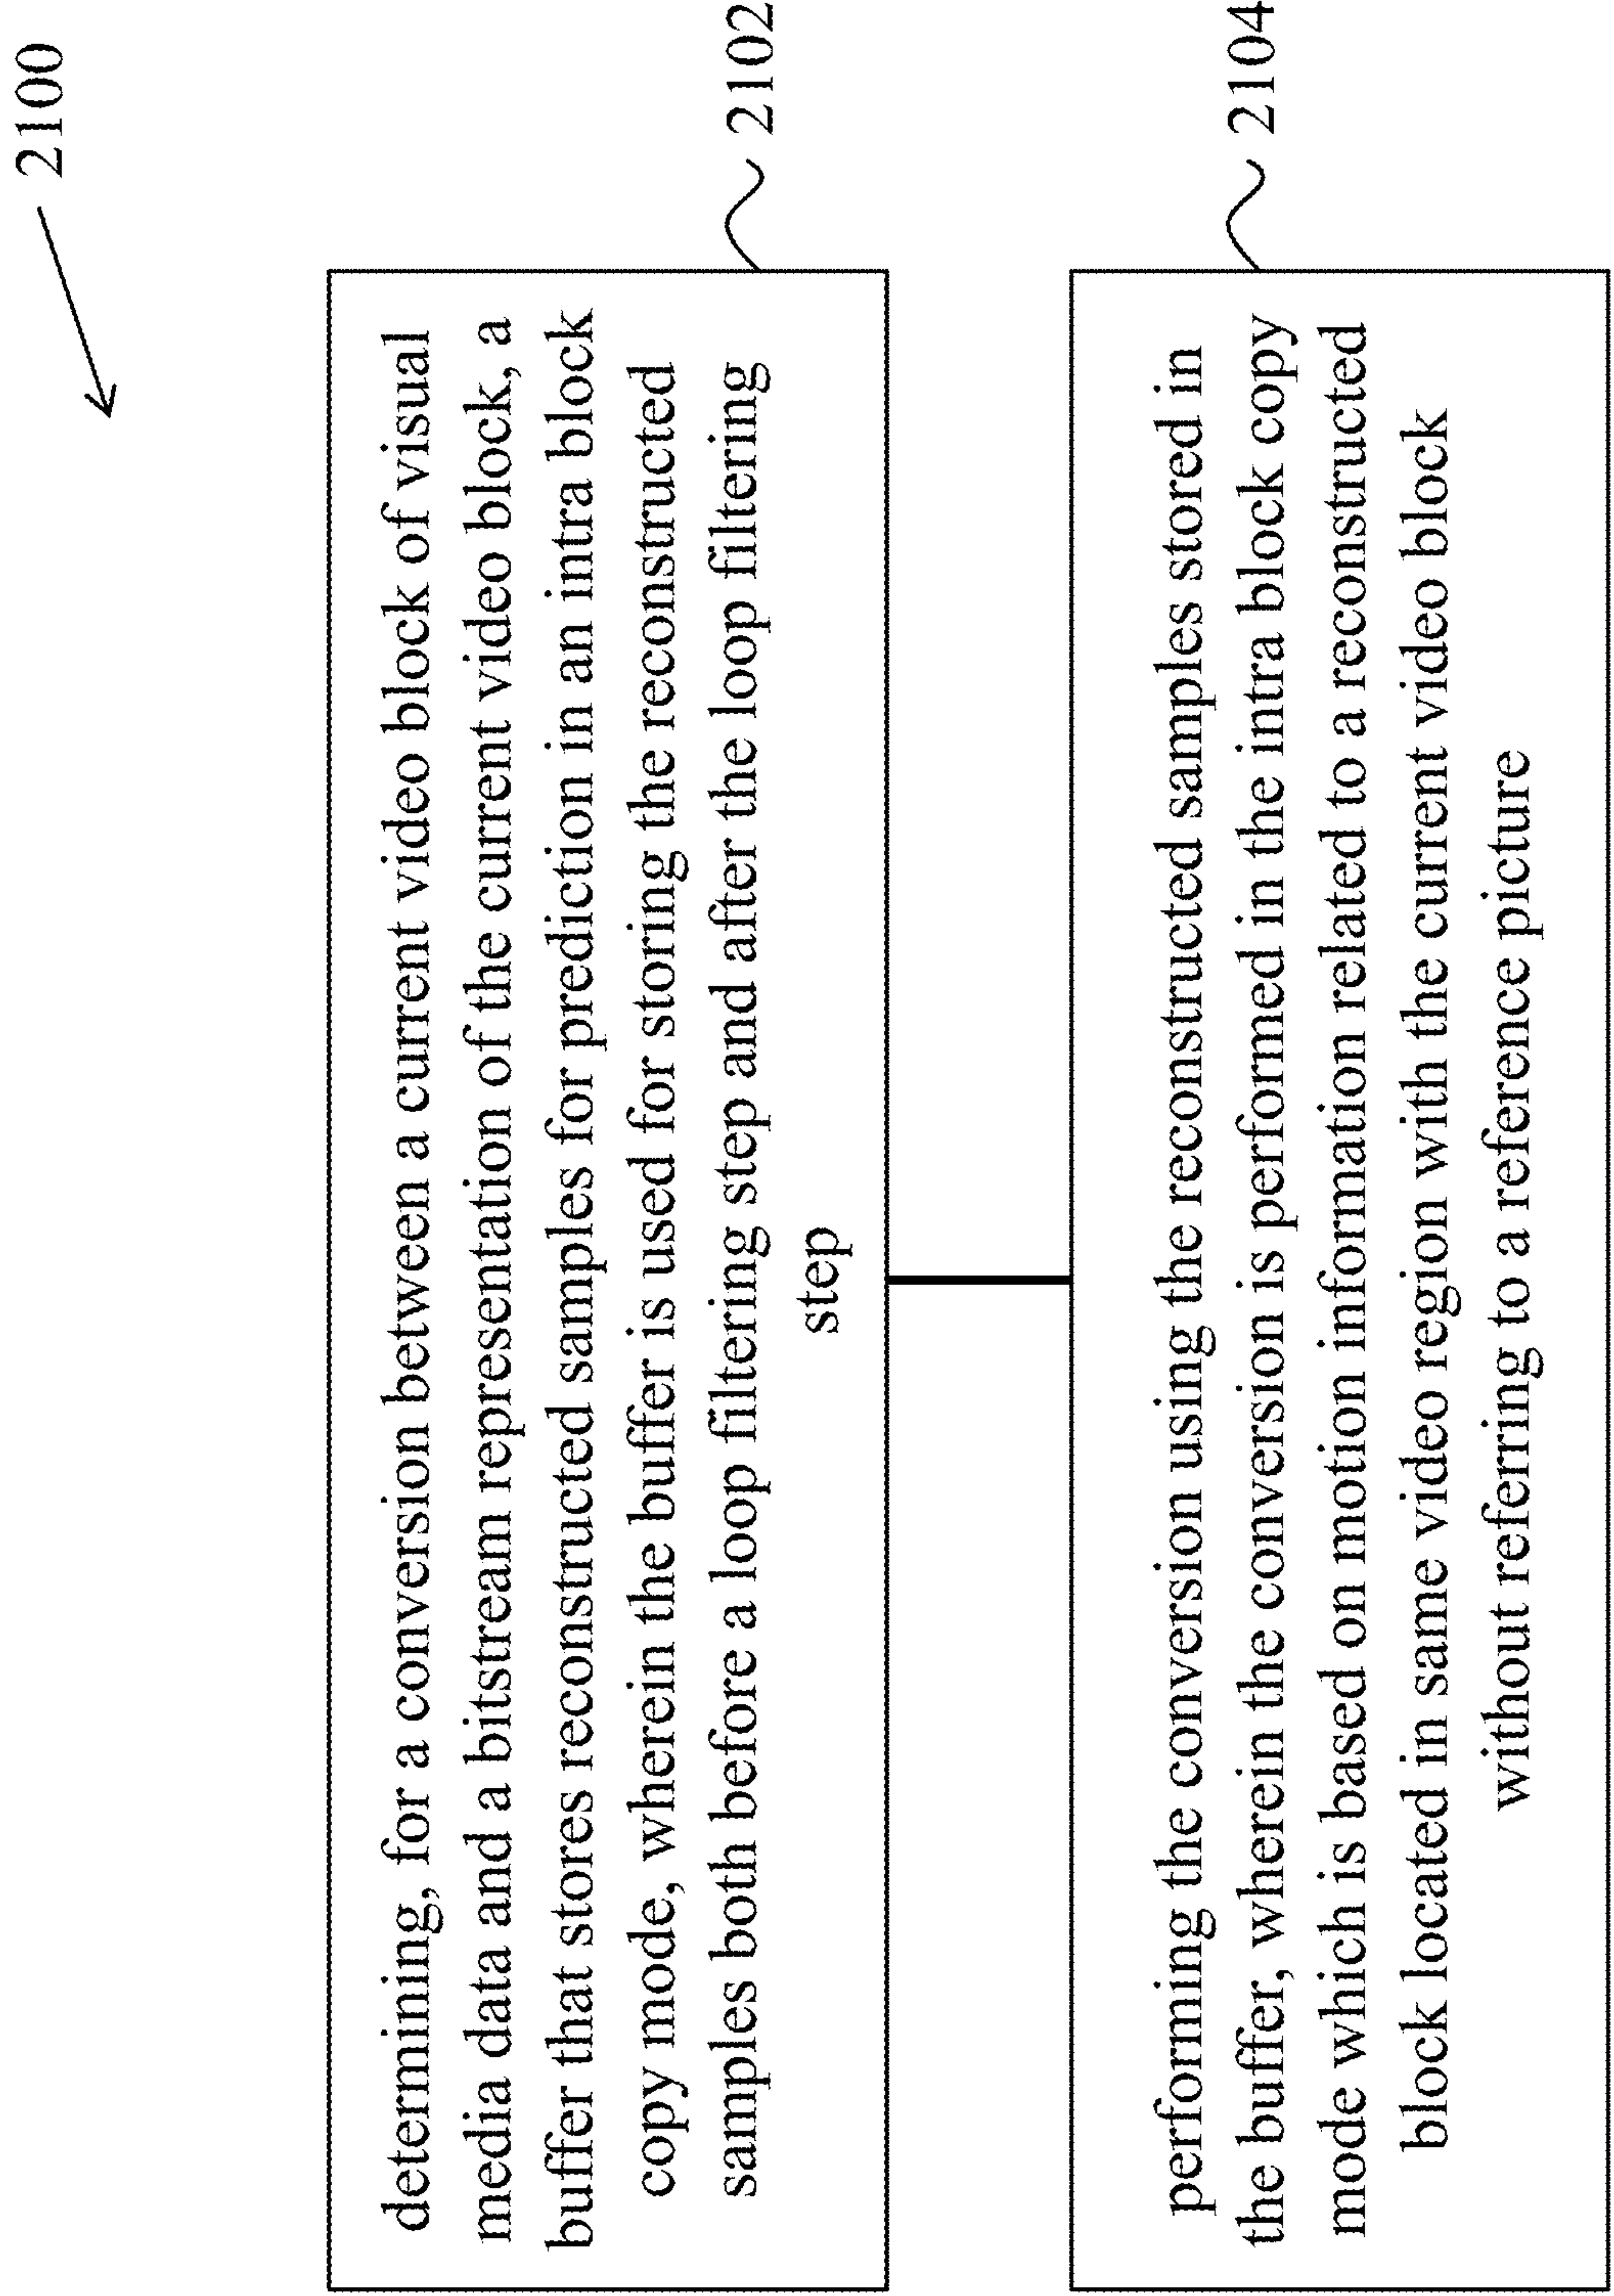 2100
determining, for a conversion between a current video block of visual
media data and a bitstream representation of the current video block, a
buffer that stores reconstructed samples for prediction in an intra block
copy mode, wherein the buffer is used for storing the reconstructed
samples both before a loop filtering step and after the loop filtering
step
2102
performing the conversion using the reconstructed samples stored in
the buffer, wherein the conversion is performed in the intra block copy
mode which is based on motion information related to a reconstructed
block located in same video region with the current video block
without referring to a reference picture
2104